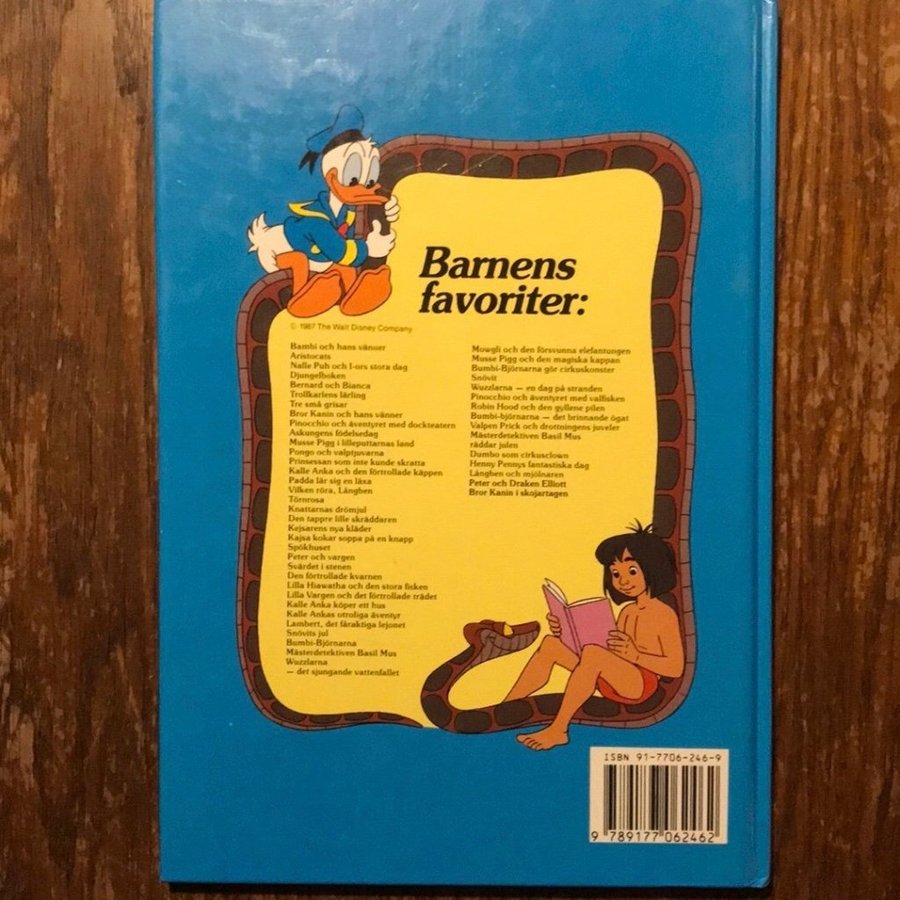 Barnens
favoriter:
© 1987 The Walt Disney Company
Bambi och hans vänner
Aristocats
Nalle Puh och I-ors stora dag
Djungelboken
Bernard och Bianca
Trollkarlens lärling
Tre små grisar
Bror Kanin och hans vänner
Pinocchio och äventyret med dockteatern
Askungens födelsedag
Musse Pigg i lilleputtarnas land
Pongo och valptjuvarna
Prinsessan som inte kunde skratta
Kalle Anka och den förtrollade käppen
Padda lär sig en läxa
Vilken röra, Långben
Törnrosa
Knattarnas drömjul
Den tappre lille skräddaren
Kejsarens nya kläder
Kajsa kokar soppa på en knapp
Spökhuset
Peter och vargen
Svärdet i stenen
Den förtrollade kvarnen
Lilla Hiawatha och den stora fisken
Lilla Vargen och det förtrollade trädet
Kalle Anka köper ett hus
Kalle Ankas otroliga äventyr
Lambert, det fåraktiga lejonet
Snövits jul
Bumbi-Björnarna
Mästerdetektiven Basil Mus
Wuzzlarna
— det sjungande vattenfallet
Mowgli och den försvunna elefantungen
Musse Pigg och den magiska kappan
Bumbi-Björnarna gör cirkuskonster
Snövit
Wuzzlarna — en dag på stranden
Pinocchio och äventyret med valfisken
Robin Hood och den gyllene pilen
Bumbi-björnarna — det brinnande ögat
Valpen Prick och drottningens juveler
Mästerdetektiven Basil Mus
räddar julen
Dumbo som cirkusclown
Henny Pennys fantastiska dag
Långben och mjölnaren
Peter och Draken Elliott
Bror Kanin i skojartagen
ISBN 91-7706-246-9
9 789177 062462